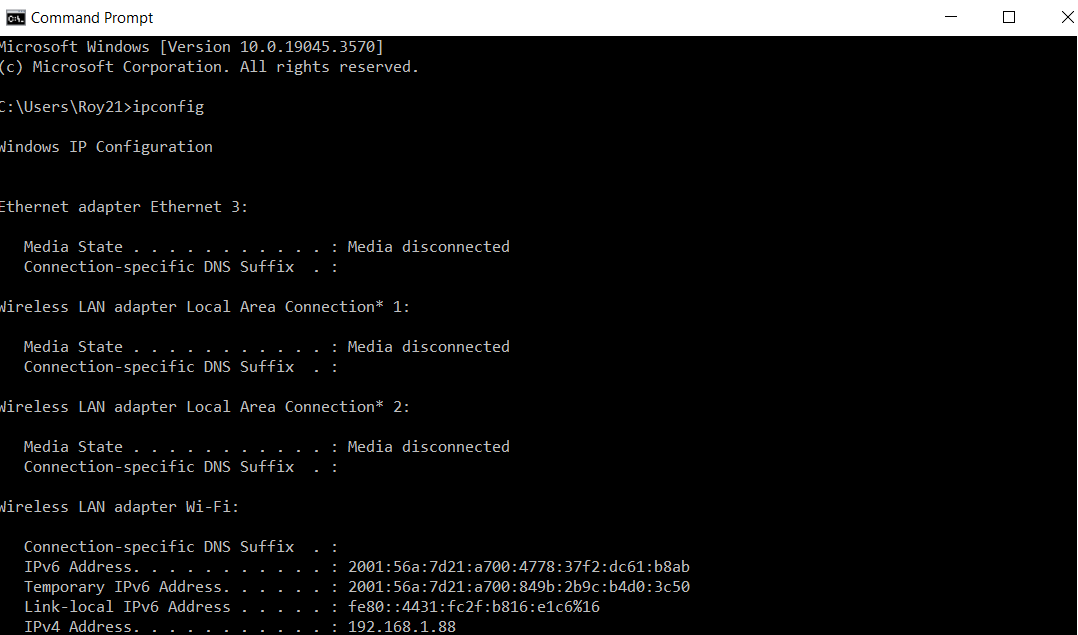 Command Prompt
Microsoft Windows [Version 10.0.19045.3570]
(c) Microsoft Corporation. All rights reserved.
C:\Users\Roy21>ipconfig
Windows IP Configuration
Ethernet adapter Ethernet 3:
Media State . . . . . . . . . . . : Media disconnected
Connection-specific DNS Suffix  . :
Wireless LAN adapter Local Area Connection* 1:
Media State . . . . . . . . . . . : Media disconnected
Connection-specific DNS Suffix  . :
Wireless LAN adapter Local Area Connection* 2:
Media State . . . . . . . . . . . : Media disconnected
Connection-specific DNS Suffix  . :
Wireless LAN adapter Wi-Fi:
Connection-specific DNS Suffix  . :
IPv6 Address. . . . . . . . . . . : 2001:56a:7d21:a700:4778:37f2:dc61:b8ab
Temporary IPv6 Address. . . . . . : 2001:56a:7d21:a700:849b:2b9c:b4d0:3c50
Link-local IPv6 Address . . . . . : fe80::4431:fc2f:b816:e1c6%16
IPv4 Address. . . . . . . . . . . : 192.168.1.88